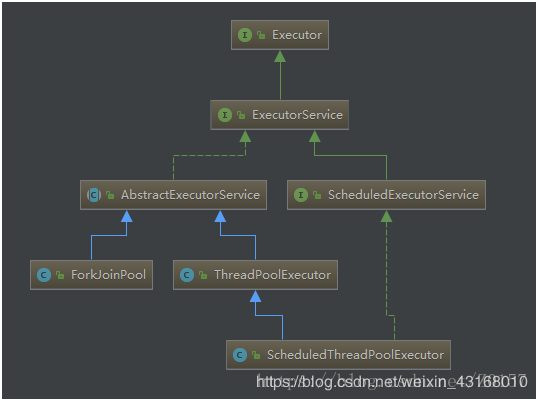 I Executor
I ExecutorService
C AbstractExecutorService
I ScheduledExecutorService
C ForkJoinPool
C ThreadPoolExecutor
C ScheduledThreadPoolExecutor
https://blog.csdn.net/weixin_43168010